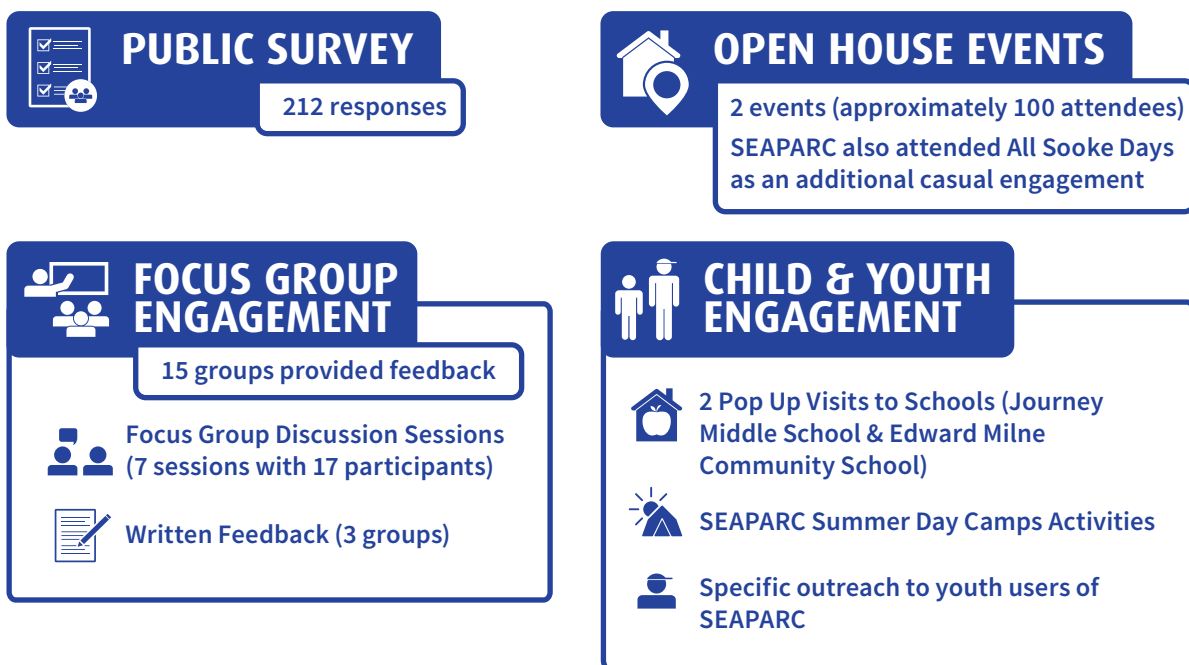 PUBLIC SURVEY
212 responses
OPEN HOUSE EVENTS
2 events (approximately 100 attendees)
SEAPARC also attended All Sooke Days
as an additional casual engagement
FOCUS GROUP
ENGAGEMENT
15 groups provided feedback
Focus Group Discussion Sessions
(7 sessions with 17 participants)
Written Feedback (3 groups)
CHILD & YOUTH
ENGAGEMENT
2 Pop Up Visits to Schools (Journey
Middle School & Edward Milne
Community School)
SEAPARC Summer Day Camps Activities
Specific outreach to youth users of
SEAPARC